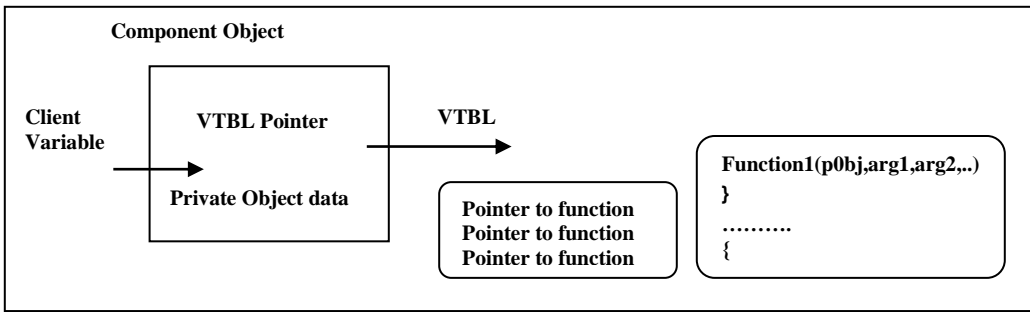 Component Object
Client
Variable
VTBL Pointer
Private Object data
VTBL
Pointer to function
Pointer to function
Pointer to function
Function1(p0bj,arg1,arg2,..)
}
……….
{